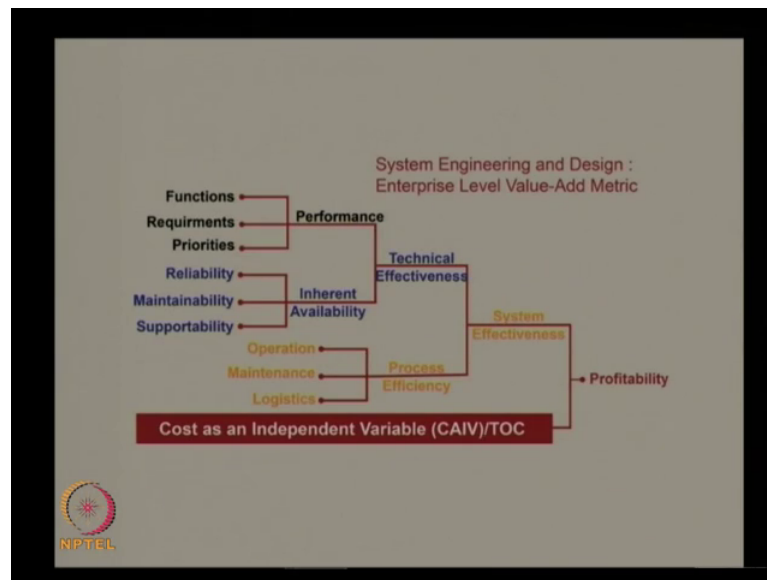 System Engineering and Design :
Enterprise Level Value-Add Metric
Functions
Requirments
Priorities
Performance
Reliability
Maintainability
Supportability
Inherent
Availability
Technical
Effectiveness
Operation
Maintenance
Logistics
Process
Efficiency
System
Effectiveness
Profitability
Cost as an Independent Variable (CAIV)/TOC
NPTEL